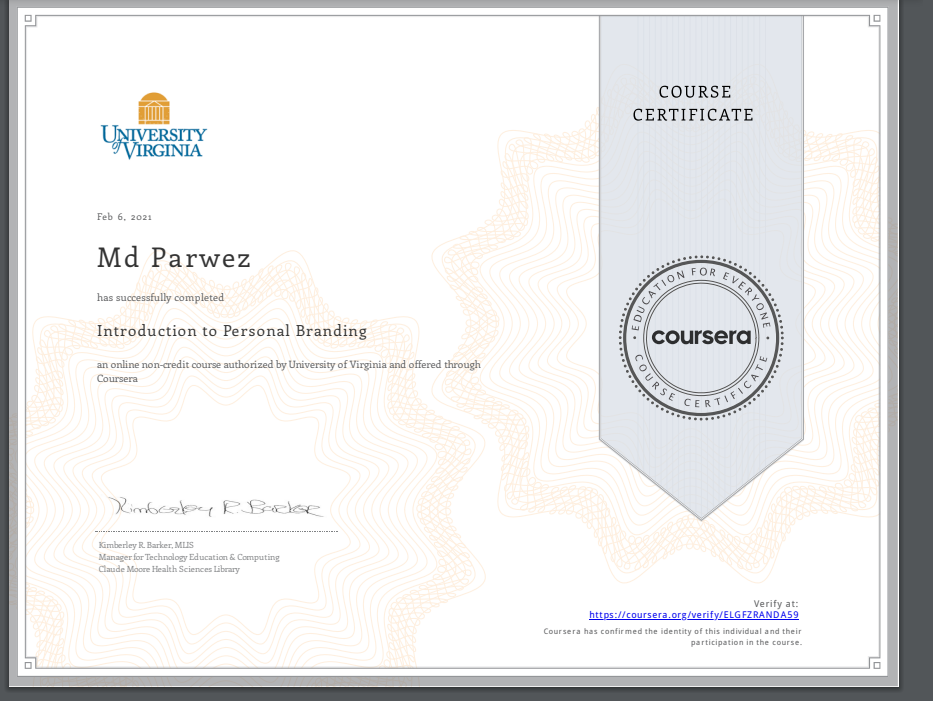 COURSE
CERTIFICATE
UNIVERSITY
of VIRGINIA
Feb 6, 2021
Md Parwez
has successfully completed
Introduction to Personal Branding
an online non-credit course authorized by University of Virginia and offered through
Coursera
EDUCATION FOR EVERYONE
coursera
COURSE CERTIFICATE
Kimberley R. Barker
Kimberley R. Barker, MLIS
Manager for Technology Education & Computing
Claude Moore Health Sciences Library
Verify at:
https://coursera.org/verify/ELGFZRANDA59
Coursera has confirmed the identity of this individual and their
participation in the course.